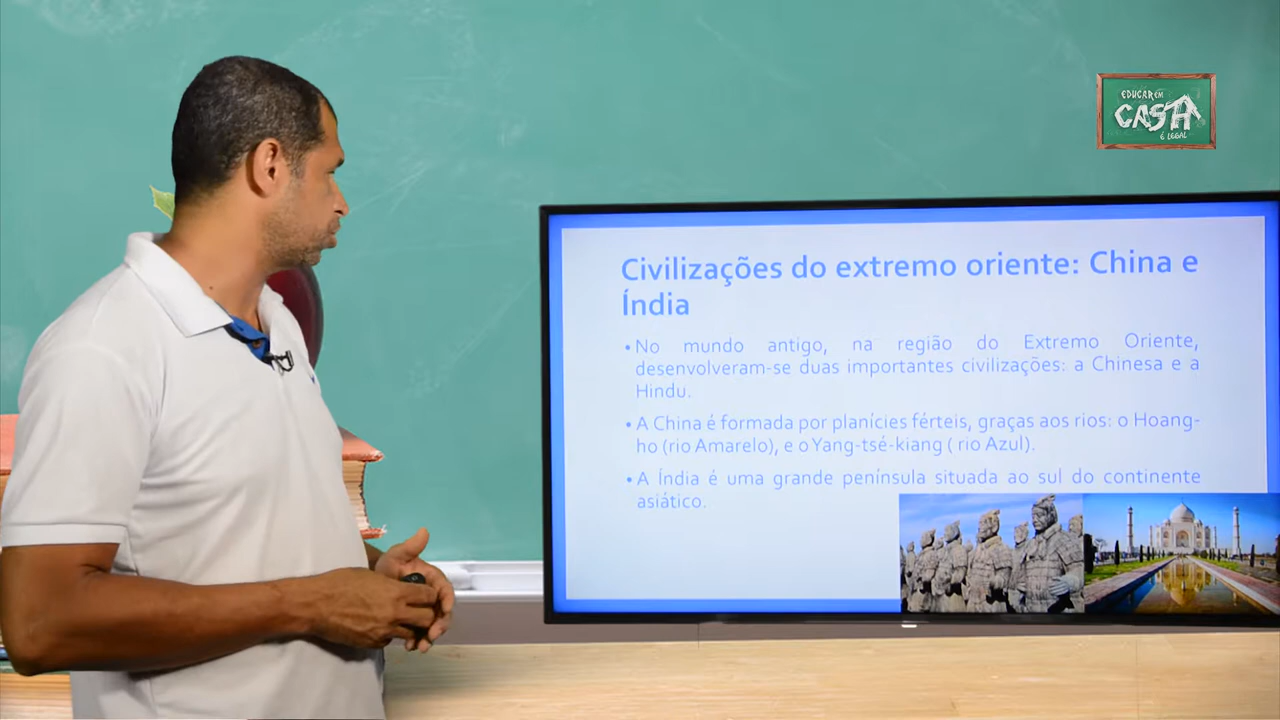 EDUCAR EM
CASA
É LEGAL
Civilizações do extremo oriente: China e
Índia
•No mundo antigo, na região do Extremo Oriente,
desenvolveram-se duas importantes civilizações: a Chinesa e a
Hindu.
•A China é formada por planícies férteis, graças aos rios: o Hoang-
ho (rio Amarelo), e o Yang-tsé-kiang ( rio Azul).
•A Índia é uma grande península situada ao sul do continente
asiático.